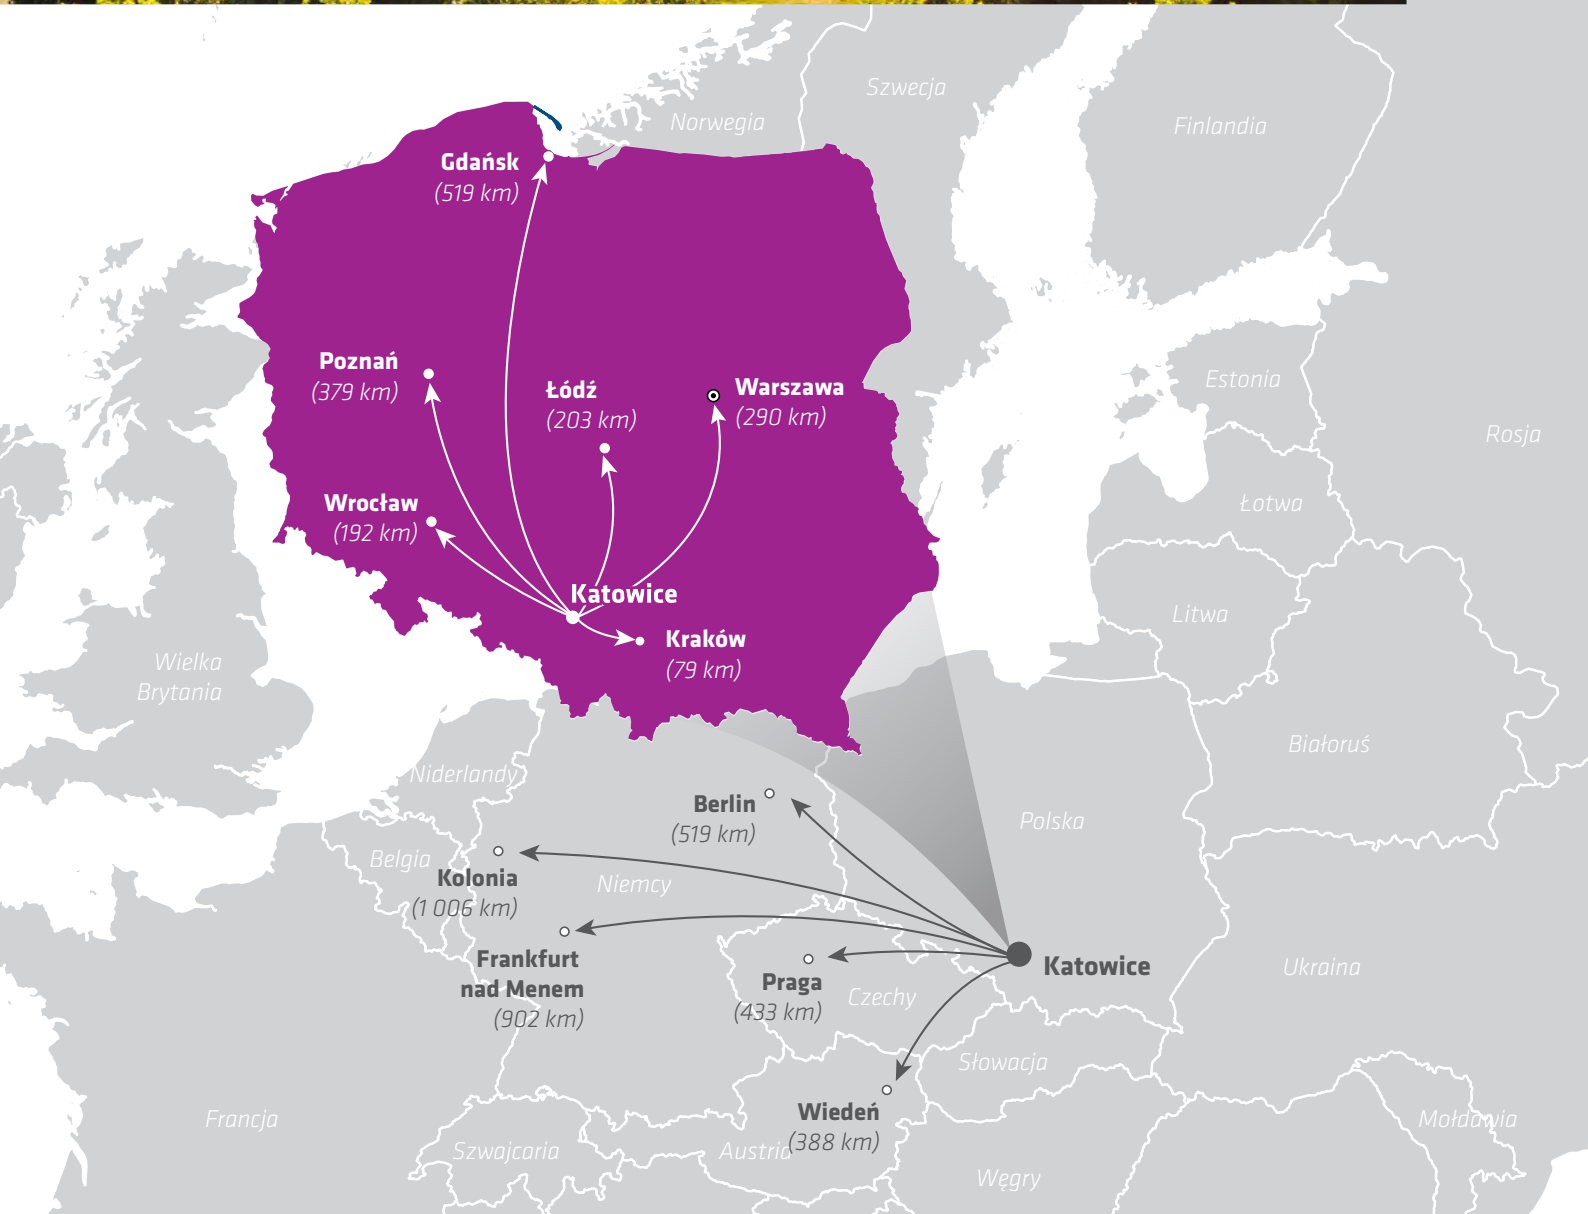 Szwecja
Norwegia
Finlandia
Gdańsk
(519 km)
Poznań
(379 km)
Łódź
(203 km)
Warszawa
(290 km)
Estonia
Rosja
Wrocław
(192 km)
Łotwa
Katowice
Litwa
Kraków
(79 km)
Wielka
Brytania
Białoruś
Niderlandy
Berlin
(519 km)
Polska
Belgia
Kolonia
(1 006 km)
Niemcy
Frankfurt
nad Menem
(902 km)
Praga
(433 km)
Czechy
Katowice
Ukraina
Słowacja
Wiedeń
(388 km)
Francja
Szwajcaria
Austria
Węgry
Mołdawia